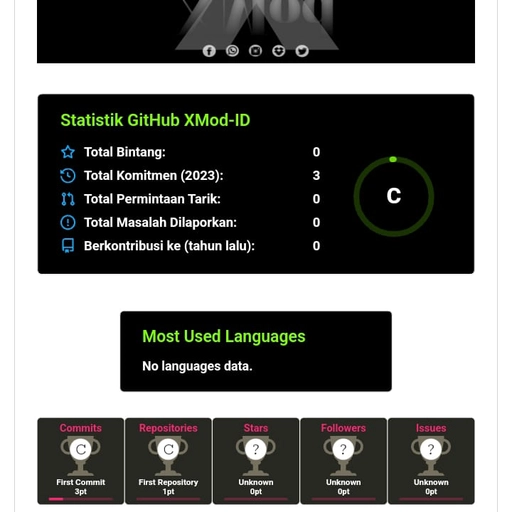 XMod
Statistik GitHub XMod-ID
Total Bintang: 0
Total Komitmen (2023): 3
Total Permintaan Tarik: 0
Total Masalah Dilaporkan: 0
Berkontribusi ke (tahun lalu): 0
C
Most Used Languages
No languages data.
Commits Repositories Stars Followers Issues
C C ? ? ?
First Commit First Repository Unknown Unknown Unknown
3pt 1pt 0pt 0pt 0pt